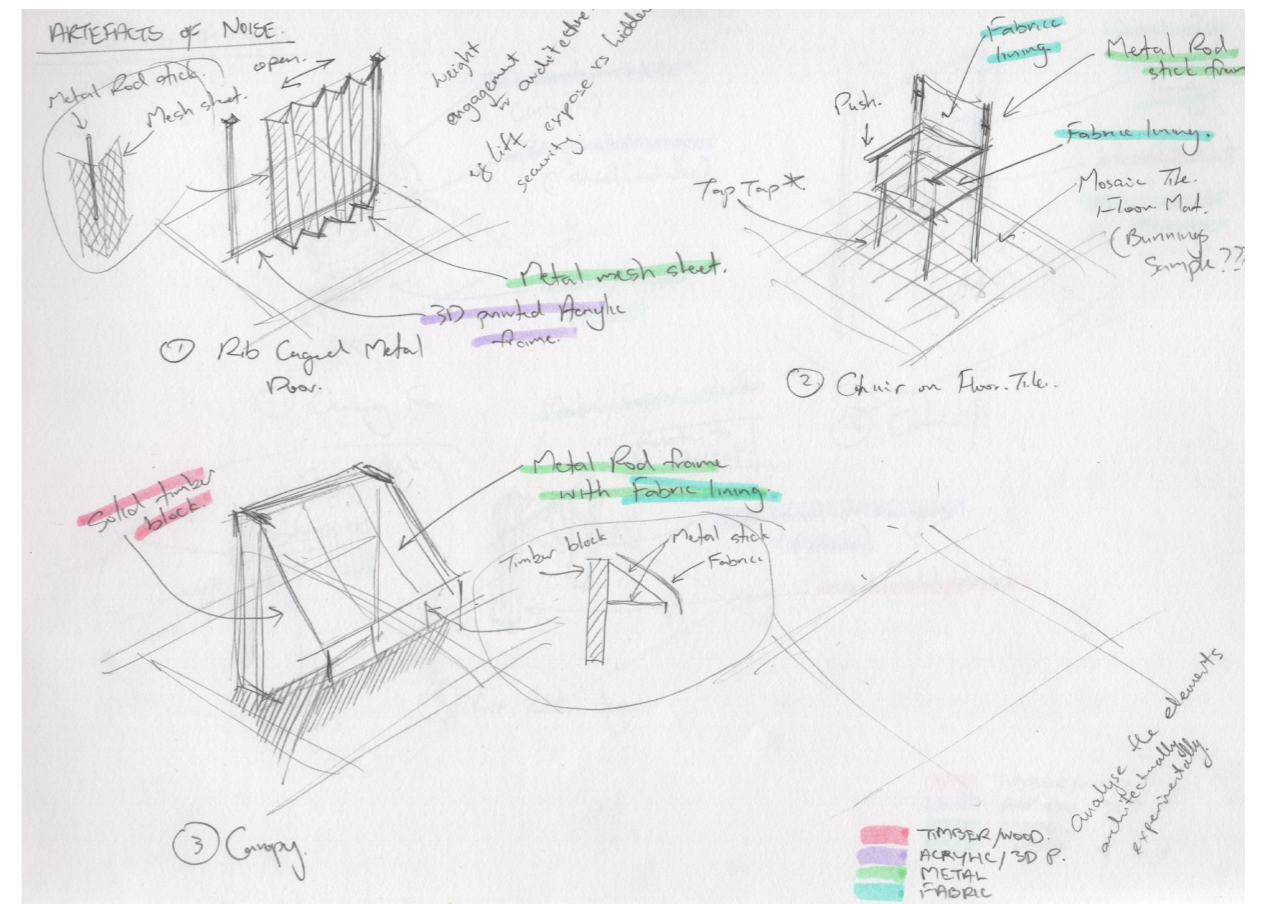 ARTEFACTS OF NOISE.
Metal Rod stick.
Mesh sheet.
open.
weight
engagement
to architective.
of lift expose vs hidden
security
Metal mesh sheet.
3D printed Acrylic
frame.
① Rib Caged Metal
Door.
Fabric
lining.
Metal Rod
stick fram
Push.
Fabric lining.
Tap Tap *
Mosaic Tile.
Floor Mat.
(Bunnings
Sample??
② Chair on Floor Tile.
Solid timber
block.
Metal Rod frame
with Fabric lining.
Timber block
Metal stick
Fabric
③ Canopy.
Analyse the elements
architecturally
experimentally
TIMBER/WOOD.
ACRYLIC/3D P.
METAL
FABRIC